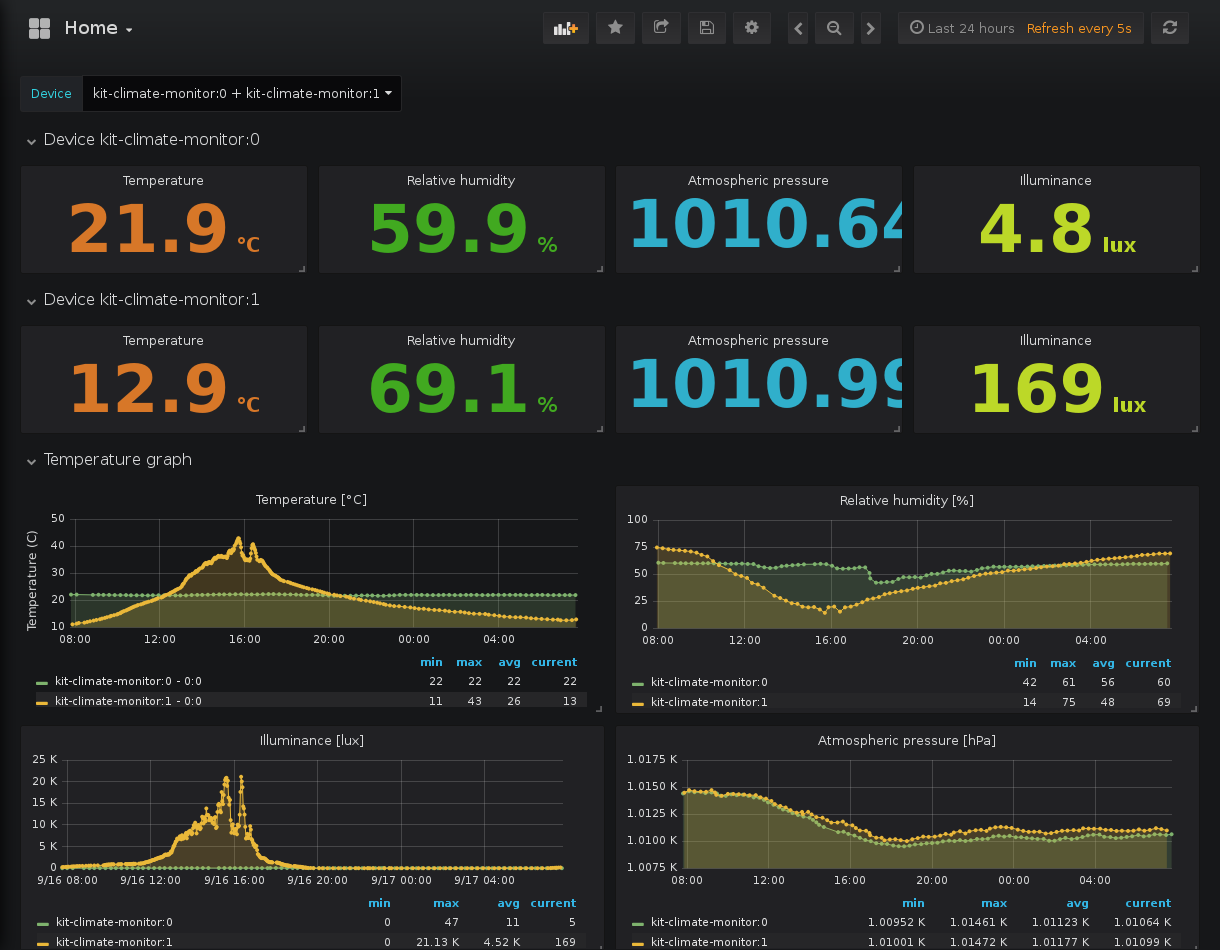 Home
Last 24 hours Refresh every 5s
Device kit-climate-monitor:0 + kit-climate-monitor:1
Device kit-climate-monitor:0
Temperature Relative humidity Atmospheric pressure Illuminance
21.9 °C 59.9 % 1010.64 4.8 lux
Device kit-climate-monitor:1
Temperature Relative humidity Atmospheric pressure Illuminance
12.9 °C 69.1 % 1010.99 169 lux
Temperature graph
Temperature [°C]
Temperature (C)
50
40
30
20
10
08:00 12:00 16:00 20:00 00:00 04:00
min max avg current
kit-climate-monitor:0 - 0:0 22 22 22 22
kit-climate-monitor:1 - 0:0 11 43 26 13
Relative humidity [%]
100
75
50
25
0
08:00 12:00 16:00 20:00 00:00 04:00
min max avg current
kit-climate-monitor:0 42 61 56 60
kit-climate-monitor:1 14 75 48 69
Illuminance [lux]
25 K
20 K
15 K
10 K
5 K
0
9/16 08:00 9/16 12:00 9/16 16:00 9/16 20:00 9/17 00:00 9/17 04:00
min max avg current
kit-climate-monitor:0 0 47 11 5
kit-climate-monitor:1 0 21.13 K 4.52 K 169
Atmospheric pressure [hPa]
1.0175 K
1.0150 K
1.0125 K
1.0100 K
1.0075 K
08:00 12:00 16:00 20:00 00:00 04:00
min max avg current
kit-climate-monitor:0 1.00952 K 1.01461 K 1.01123 K 1.01064 K
kit-climate-monitor:1 1.01001 K 1.01472 K 1.01177 K 1.01099 K